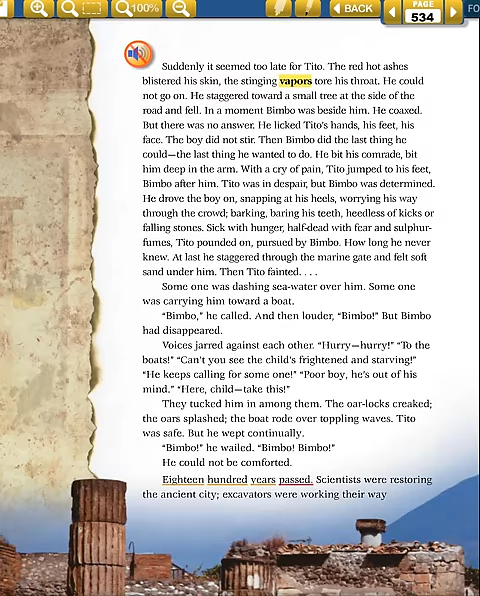 100%
BACK
PAGE
534
FO
Suddenly it seemed too late for Tito. The red hot ashes
blistered his skin, the stinging vapors tore his throat. He could
not go on. He staggered toward a small tree at the side of the
road and fell. In a moment Bimbo was beside him. He coaxed.
But there was no answer. He licked Tito's hands, his feet, his
face. The boy did not stir. Then Bimbo did the last thing he
could—the last thing he wanted to do. He bit his comrade, bit
him deep in the arm. With a cry of pain, Tito jumped to his feet,
Bimbo after him. Tito was in despair, but Bimbo was determined.
He drove the boy on, snapping at his heels, worrying his way
through the crowd; barking, baring his teeth, heedless of kicks or
falling stones. Sick with hunger, half-dead with fear and sulphur-
fumes, Tito pounded on, pursued by Bimbo. How long he never
knew. At last he staggered through the marine gate and felt soft
sand under him. Then Tito fainted. . . .
Some one was dashing sea-water over him. Some one
was carrying him toward a boat.
"Bimbo," he called. And then louder, "Bimbo!" But Bimbo
had disappeared.
Voices jarred against each other. "Hurry—hurry!" "To the
boats!" "Can't you see the child's frightened and starving!"
"He keeps calling for some one!" "Poor boy, he's out of his
mind." "Here, child—take this!"
They tucked him in among them. The oar-locks creaked;
the oars splashed; the boat rode over toppling waves. Tito
was safe. But he wept continually.
"Bimbo!" he wailed. "Bimbo! Bimbo!"
He could not be comforted.
Eighteen hundred years passed. Scientists were restoring
the ancient city; excavators were working their way